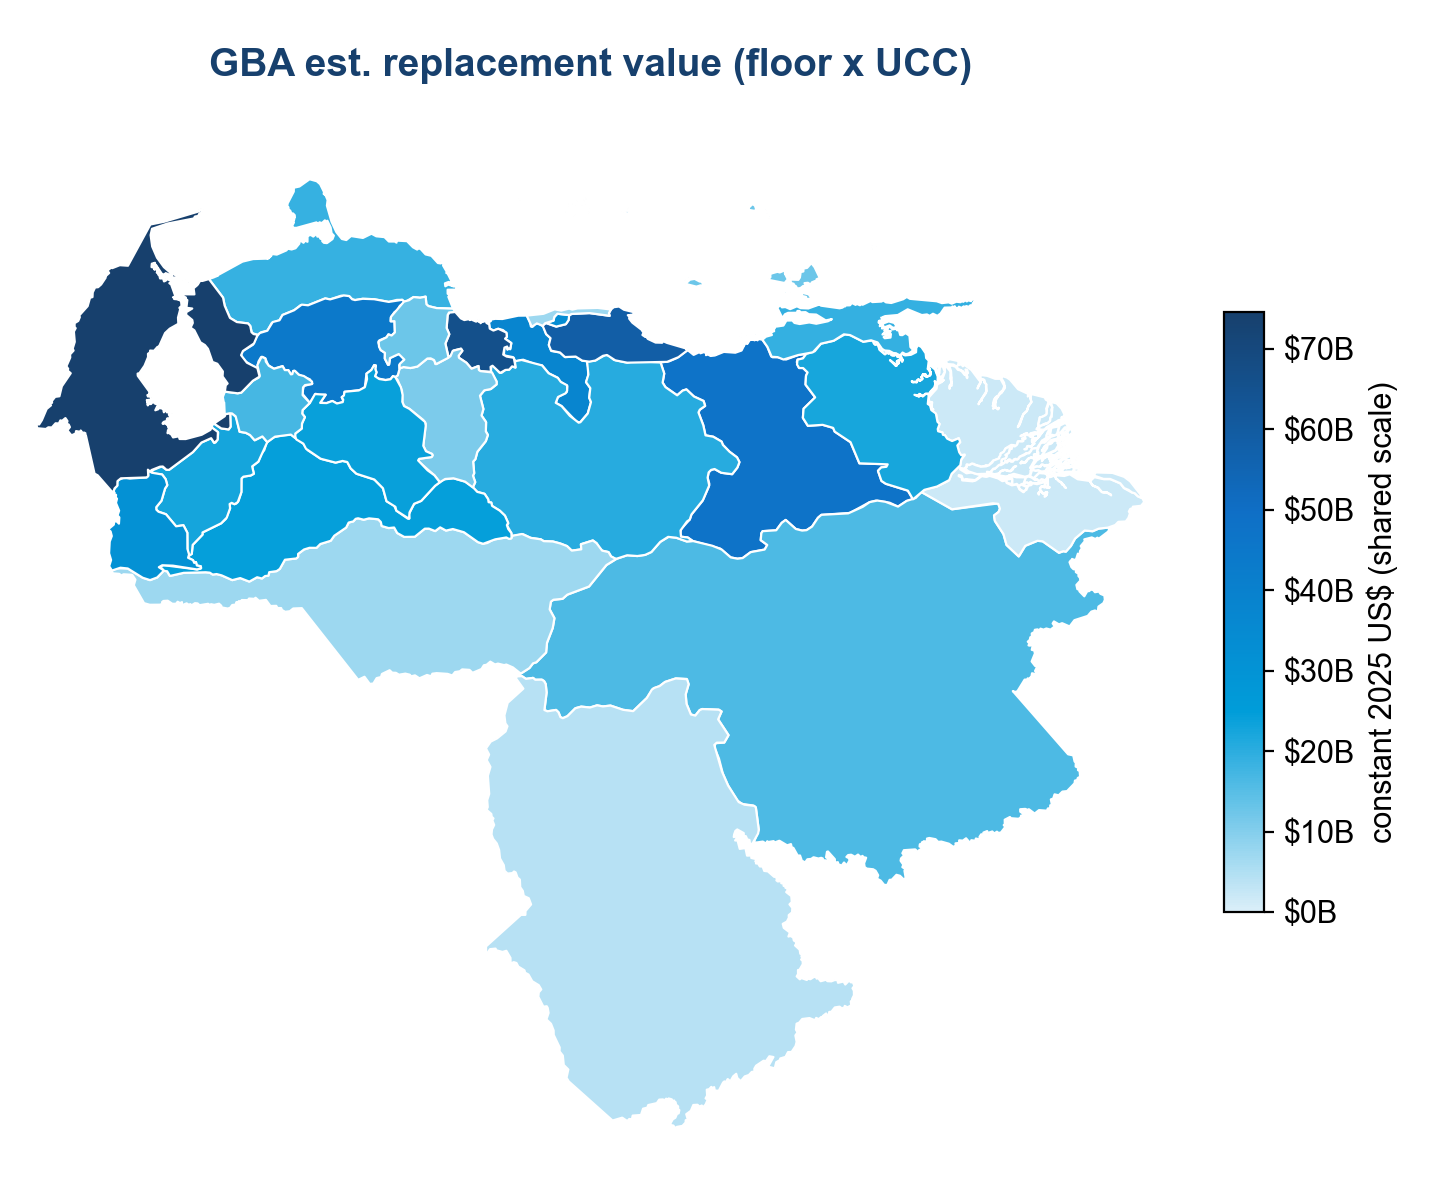 GBA est. replacement value (floor x UCC)
$70B
$60B
$50B
$40B
$30B
$20B
$10B
$0B
constant 2025 US$ (shared scale)